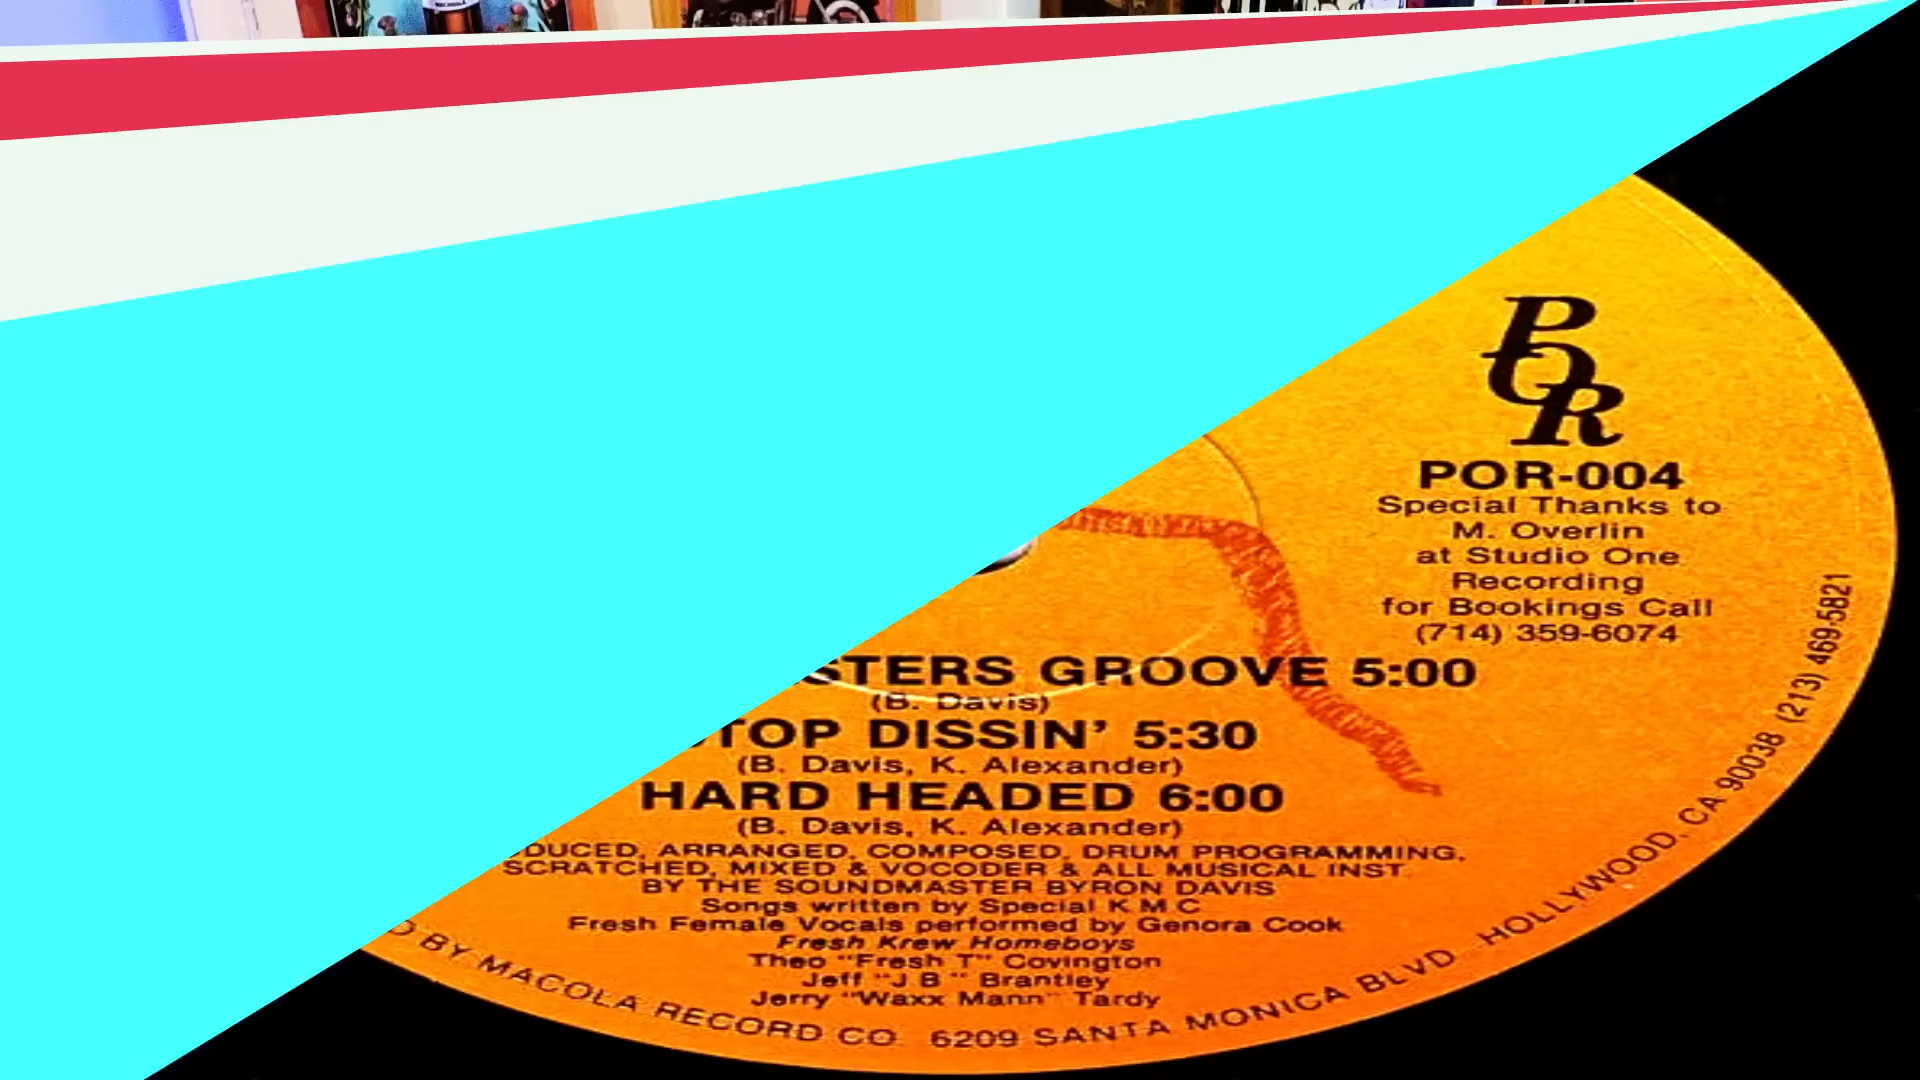 POR
POR-004
Special Thanks to
M. Overlin
at Studio One
Recording
for Bookings Call
(714) 359-6074
STERS GROOVE 5:00
(B. Davis)
STOP DISSIN' 5:30
(B. Davis, K. Alexander)
HARD HEADED 6:00
(B. Davis, K. Alexander)
DUCED, ARRANGED, COMPOSED, DRUM PROGRAMMING,
SCRATCHED, MIXED & VOCODER & ALL MUSICAL INST
BY THE SOUNDMASTER BYRON DAVIS
Songs written by Special K M C
Fresh Female Vocals performed by Genora Cook
Fresh Krew Homeboys
Theo "Fresh T" Covington
Jeff "J B" Brantley
Jerry "Waxx Mann" Tardy
D BY MACOLA RECORD CO. 6209 SANTA MONICA BLVD. HOLLYWOOD, CA 90038 (213) 469-5821